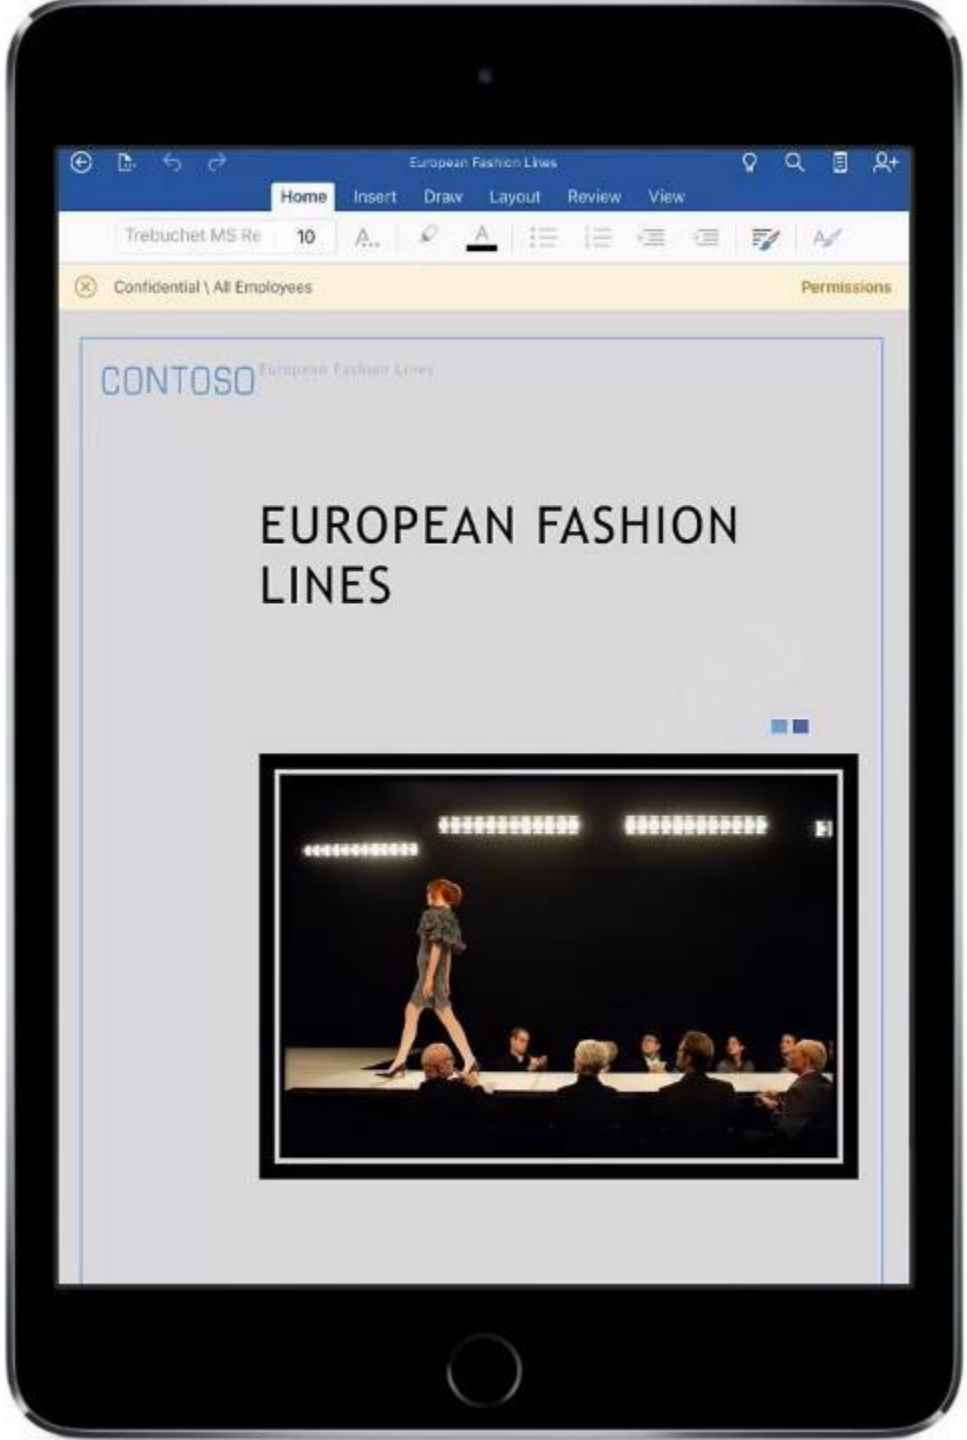 European Fashion Lines
Home Insert Draw Layout Review View
Trebuchet MS Re 10 A... A
Confidential \ All Employees Permissions
CONTOSO European Fashion Lines
EUROPEAN FASHION
LINES